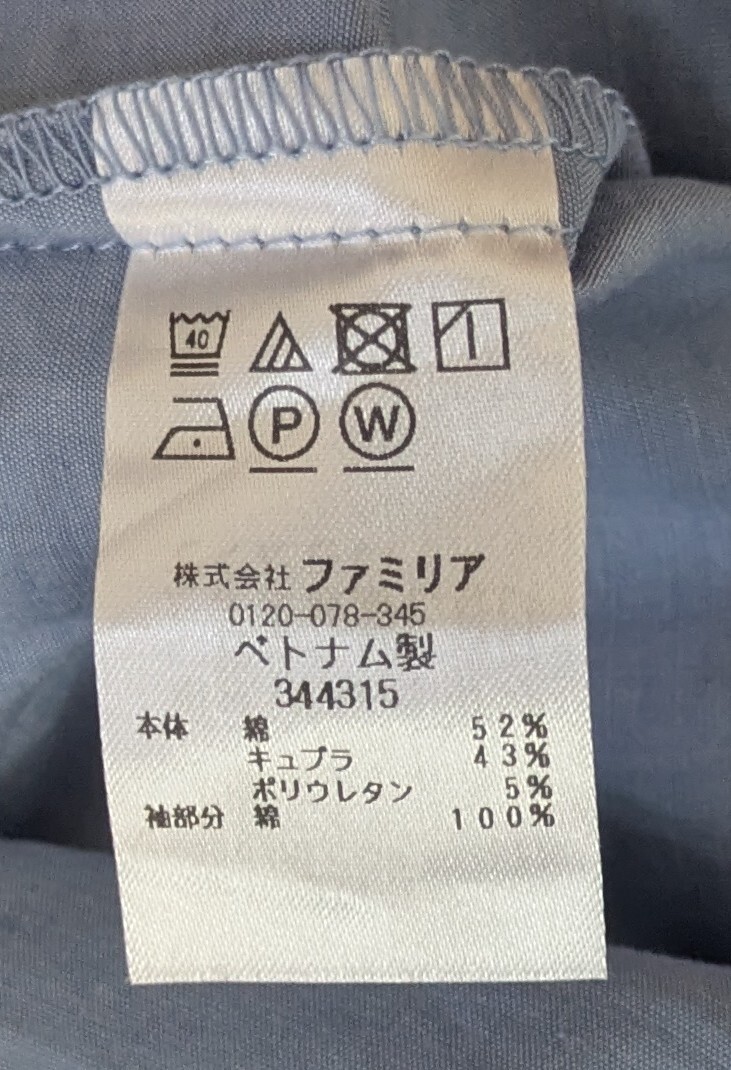 40
P W
株式会社 ファミリア
0120-078-345
ベトナム製
344315
本体 綿 52%
キュプラ 43%
ポリウレタン 5%
袖部分 綿 100%